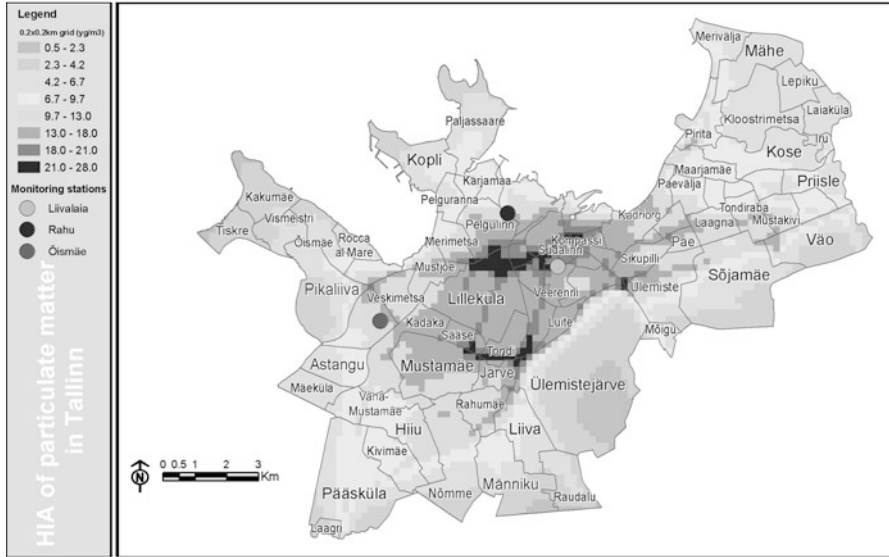 Legend
0.2x0.2km grid (yg/m3)
0.5 - 2.3
2.3 - 4.2
4.2 - 6.7
6.7 - 9.7
9.7 - 13.0
13.0 - 18.0
18.0 - 21.0
21.0 - 28.0
Monitoring stations
Liivalaia
Rahu
Õismäe
HIA of particulate matter
in Tallinn
Merivälja
Mähe
Lepiku
Laiaküla
Kloostrimetsa
Iru
Pirita
Kose
Maarjamäe
Priisle
Paevälja
Tondiraba
Laagna
Mustakivi
Väo
Paljassaare
Kopli
Karjamaa
Pelguranna
Pelgulinn
Kadriorg
Kompassi
Südalinn
Pae
Sikupilli
Sõjamäe
Ülemiste
Kakumäe
Vismeistri
Tiskre
Õismäe
Rocca
al Mare
Merimetsa
Mustjõe
Pikaliiva
Veskimetsa
Lilleküla
Veerenni
Kadaka
Saase
Luite
Mõigu
Tondi
Astangu
Mustamäe
Järve
Ülemistejärve
Mäeküla
Vana-
Mustamäe
Rahumäe
Hiiu
Liiva
Kivimäe
Pääsküla
Nõmme
Männiku
Raudalu
Laagri
0 0.5 1 2 3
Km
N